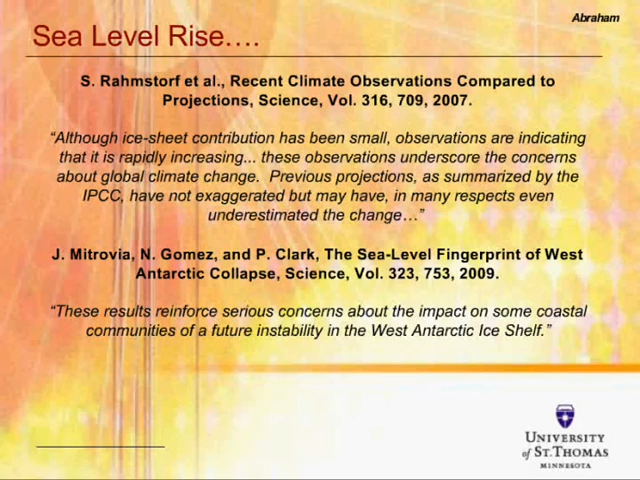 Abraham
Sea Level Rise….
S. Rahmstorf et al., Recent Climate Observations Compared to
Projections, Science, Vol. 316, 709, 2007.
“Although ice-sheet contribution has been small, observations are indicating
that it is rapidly increasing... these observations underscore the concerns
about global climate change.  Previous projections, as summarized by the
IPCC, have not exaggerated but may have, in many respects even
underestimated the change…”
J. Mitrovia, N. Gomez, and P. Clark, The Sea-Level Fingerprint of West
Antarctic Collapse, Science, Vol. 323, 753, 2009.
“These results reinforce serious concerns about the impact on some coastal
communities of a future instability in the West Antarctic Ice Shelf.”
UNIVERSITY
of ST. THOMAS
MINNESOTA